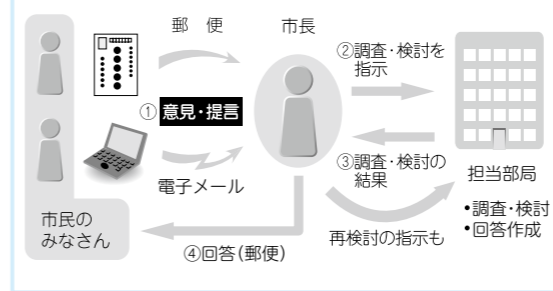 郵　便
市長
②調査・検討を
指示
①意見・提言
電子メール
③調査・検討の
結果
担当部局
•調査・検討
•回答作成
市民の
みなさん
④回答（郵便）
再検討の指示も